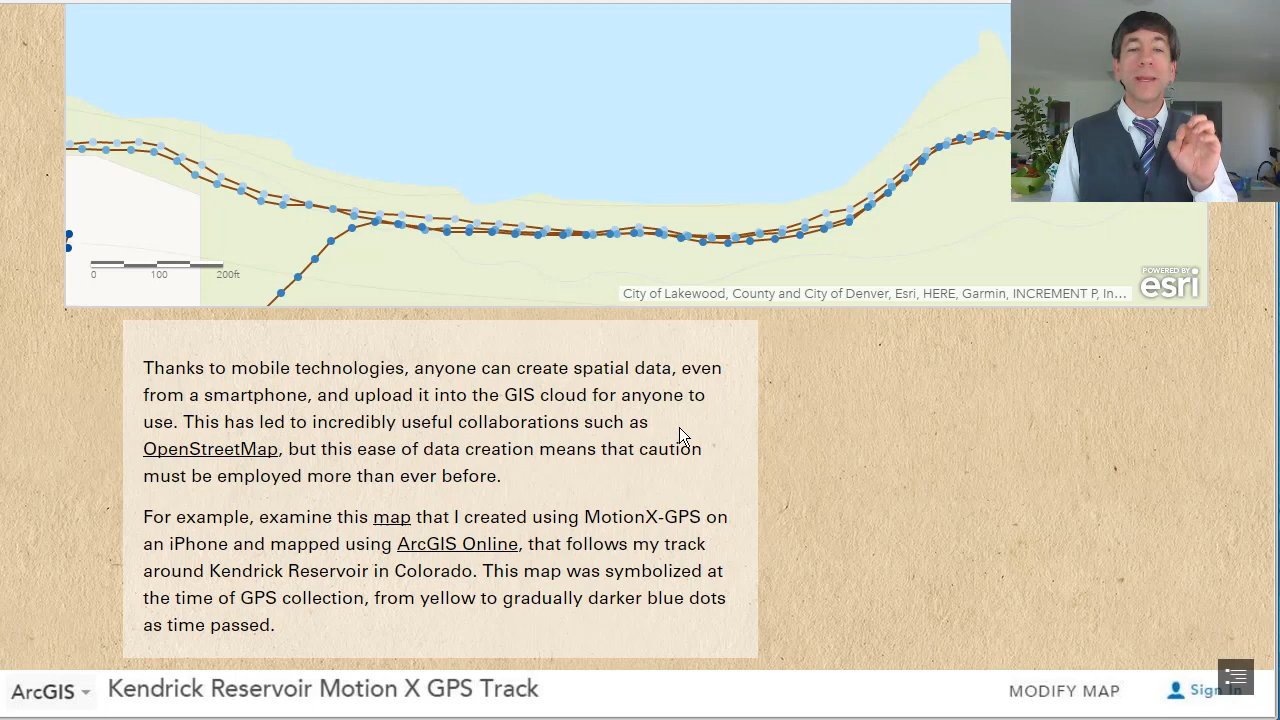 0 100 200ft
City of Lakewood, County and City of Denver, Esri, HERE, Garmin, INCREMENT P, In...
POWERED BY
esri
Thanks to mobile technologies, anyone can create spatial data, even
from a smartphone, and upload it into the GIS cloud for anyone to
use. This has led to incredibly useful collaborations such as
OpenStreetMap, but this ease of data creation means that caution
must be employed more than ever before.
For example, examine this map that I created using MotionX-GPS on
an iPhone and mapped using ArcGIS Online, that follows my track
around Kendrick Reservoir in Colorado. This map was symbolized at
the time of GPS collection, from yellow to gradually darker blue dots
as time passed.
ArcGIS Kendrick Reservoir Motion X GPS Track MODIFY MAP Sign In